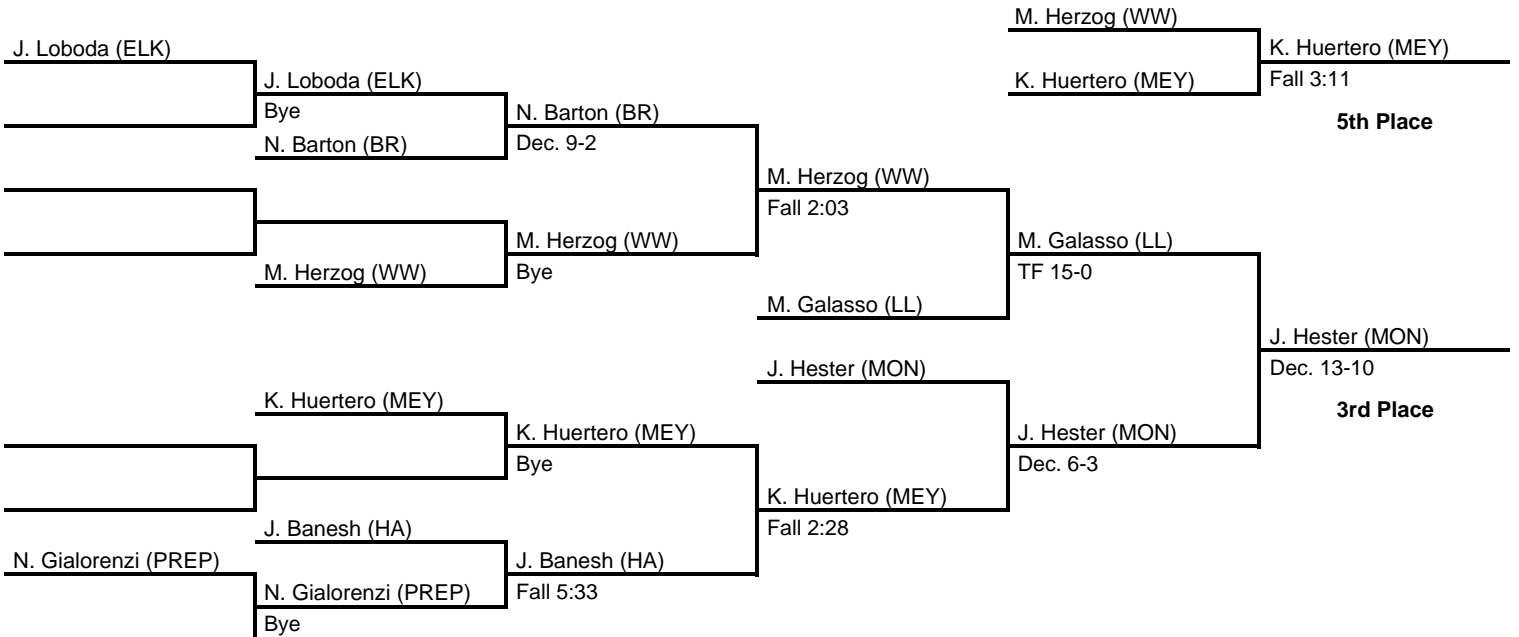 M. Herzog (WW)
J. Loboda (ELK)
K. Huertero (MEY)
J. Loboda (ELK)
K. Huertero (MEY)
Fall 3:11
Bye
N. Barton (BR)
5th Place
N. Barton (BR)
Dec. 9-2
M. Herzog (WW)
Fall 2:03
M. Herzog (WW)
M. Galasso (LL)
M. Herzog (WW)
Bye
TF 15-0
M. Galasso (LL)
J. Hester (MON)
J. Hester (MON)
Dec. 13-10
K. Huertero (MEY)
3rd Place
K. Huertero (MEY)
J. Hester (MON)
Bye
Dec. 6-3
K. Huertero (MEY)
J. Banesh (HA)
Fall 2:28
N. Gialorenzi (PREP)
J. Banesh (HA)
N. Gialorenzi (PREP)
Fall 5:33
Bye